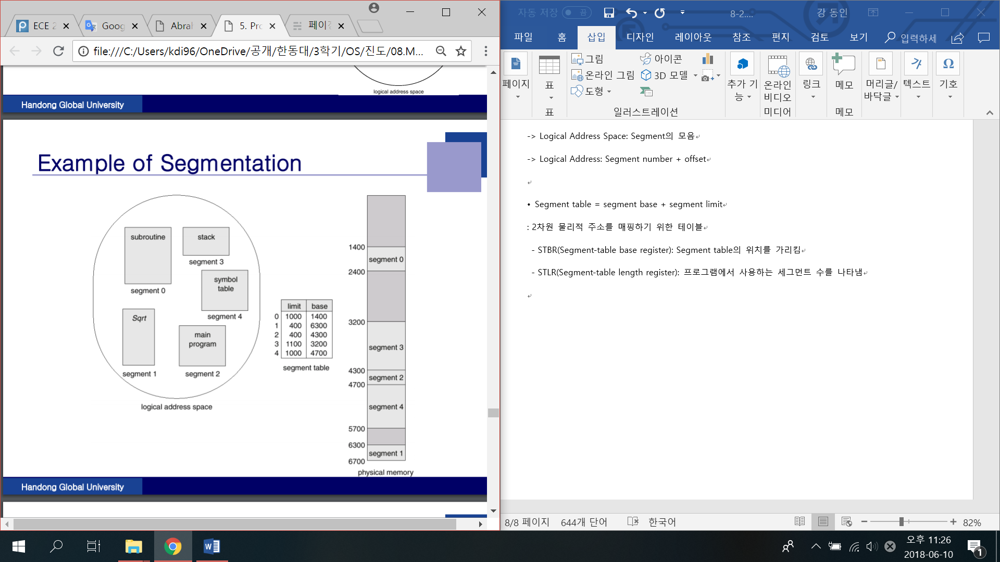 ECE 2
Goog
Abrah
5. Pro
페이징
file:///C:/Users/kdi96/OneDrive/공개/한동대/3학기/OS/진도/08.M...
logical address space
Handong Global University
Example of Segmentation
subroutine
segment 0
stack
segment 3
symbol
table
segment 4
Sqrt
segment 1
main
program
segment 2
logical address space
limit base
0 1000 1400
1 400 6300
2 400 4300
3 1100 3200
4 1000 4700
segment table
1400
segment 0
2400
3200
segment 3
4300
segment 2
4700
segment 4
5700
6300
segment 1
6700
physical memory
Handong Global University
자동 저장 끔
8-2....
강 동인
파일 홈 삽입 디자인 레이아웃 참조 편지 검토 보기 입력하세
페이지
표
표
그림
온라인 그림
도형
아이콘
3D 모델
일러스트레이션
추가 기
능
온라인
비디오
미디어
링크
메모
메모
머리글/
바닥글
텍스트
기호
-> Logical Address Space: Segment의 모음
-> Logical Address: Segment number + offset
• Segment table = segment base + segment limit
: 2차원 물리적 주소를 매핑하기 위한 테이블
- STBR(Segment-table base register): Segment table의 위치를 가리킴
- STLR(Segment-table length register): 프로그램에서 사용하는 세그먼트 수를 나타냄
8/8 페이지 644개 단어 한국어
82%
오후 11:26
2018-06-10
1